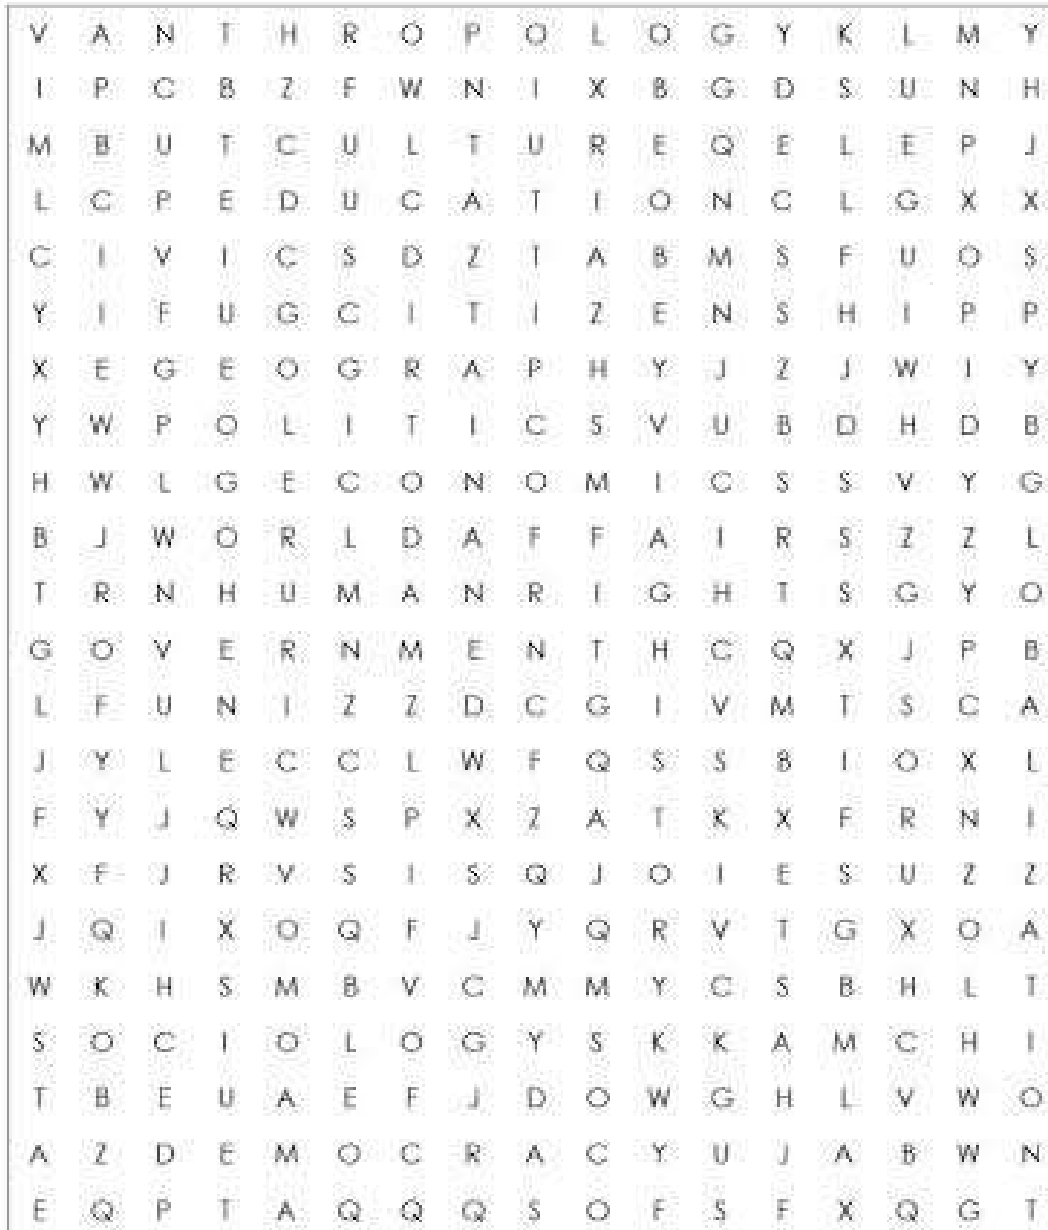 V A N T H R O P O L O G Y K L M Y
I P C B Z F W N I X B G D S U N H
M B U T C U L T U R E Q E L E P J
L C P E D U C A T I O N C L G X X
C I V I C S D Z T A B M S F U O S
Y I F U G C I T I Z E N S H I P P
X E G E O G R A P H Y J Z J W I Y
Y W P O L I T I C S V U B D H D B
H W L G E C O N O M I C S S V Y G
B J W O R L D A F F A I R S Z Z L
T R N H U M A N R I G H T S G Y O
G O V E R N M E N T H C Q X J P B
L F U N I Z Z D C G I V M T S C A
J Y L E C C L W F Q S S B I O X L
F Y J Q W S P X Z A T K X F R N I
X F J R V S I S Q J O I E S U Z Z
J Q I X O Q F J Y Q R V T G X O A
W K H S M B V C M M Y C S B H L T
S O C I O L O G Y S K K A M C H I
T B E U A E F J D O W G H L V W O
A Z D E M O C R A C Y U J A B W N
E Q P T A Q Q Q S O F S F X Q G T